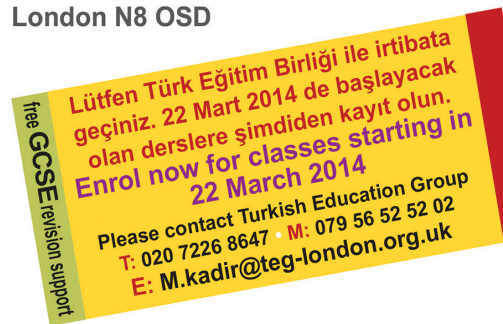 London N8 OSD
free GCSE revision support
Lütfen Türk Eğitim Birliği ile irtibata
geçiniz. 22 Mart 2014 de başlayacak
olan derslere şimdiden kayıt olun.
Enrol now for classes starting in
22 March 2014
Please contact Turkish Education Group
T: 020 7226 8647 • M: 079 56 52 52 02
E: M.kadir@teg-london.org.uk